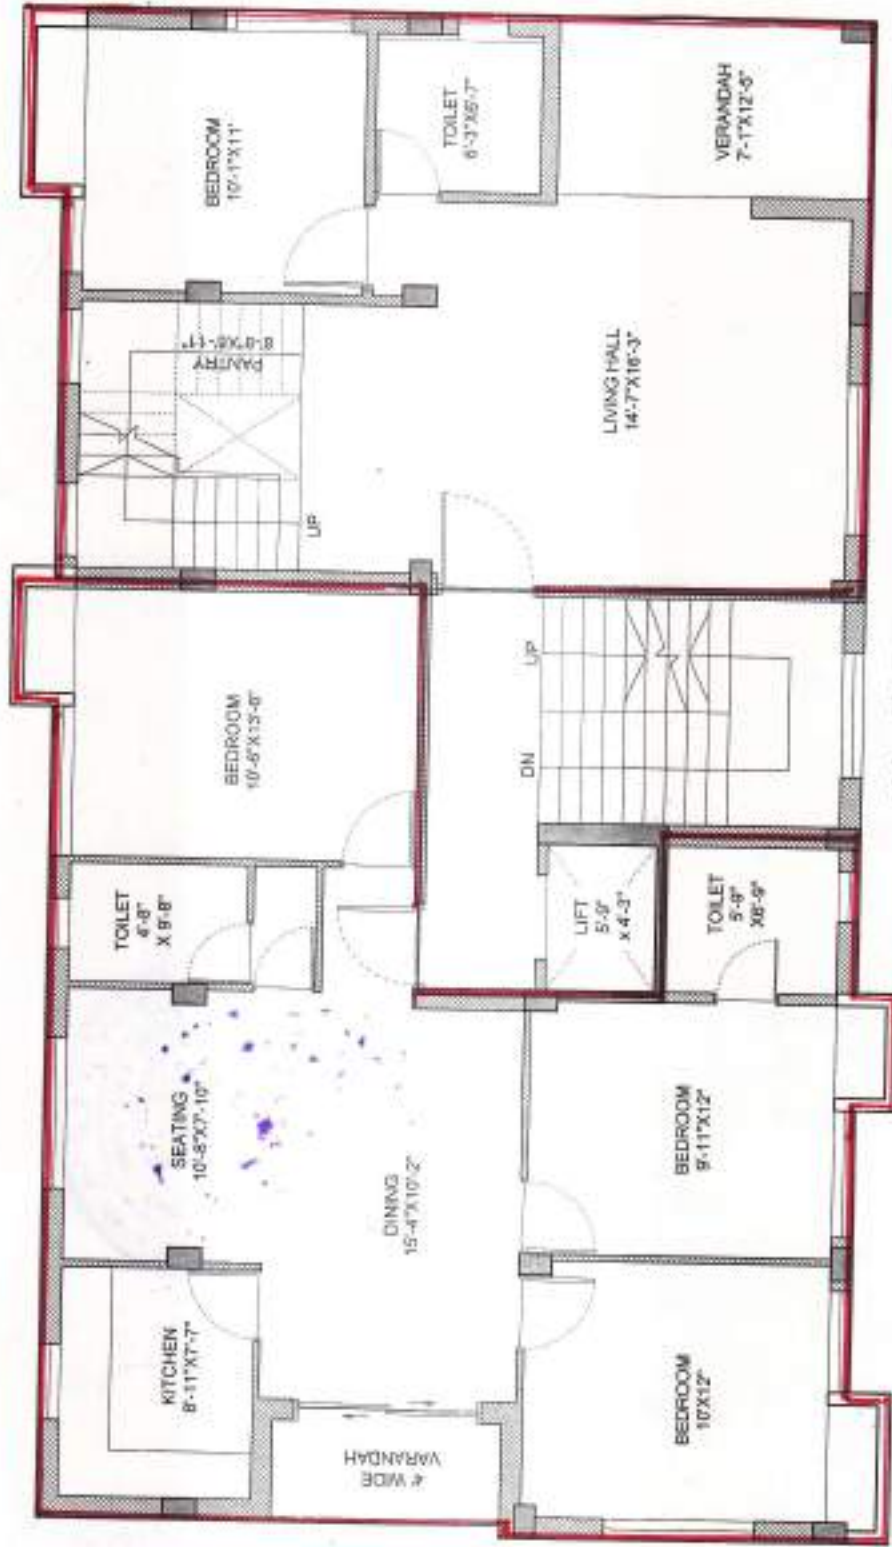 BEDROOM
10'-1"X11'
TOILET
6'-3"X6'-7"
VERANDAH
7'-1"X12'-5"
PANTRY
8'-8"X8'-11"
LIVING HALL
14'-7"X16'-3"
UP
BEDROOM
10'-6"X13'-6"
UP
DN
TOILET
4'-8"
X 9'-8"
LIFT
5'-9"
X 4'-3"
TOILET
5'-9"
X6'-9"
SEATING
10'-8"X7'-10"
DINING
15'-4"X10'-2"
BEDROOM
9'-11"X12'
KITCHEN
8'-11"X7'-7"
4' WIDE
VARANDAH
BEDROOM
10'X12'